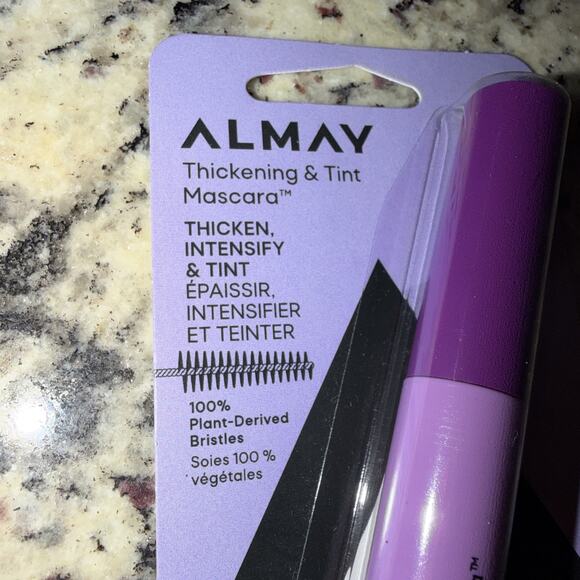 ALMAY
Thickening & Tint
Mascara™
THICKEN,
INTENSIFY
& TINT
ÉPAISSIR,
INTENSIFIER
ET TEINTER
100%
Plant-Derived
Bristles
Soies 100 %
végétales